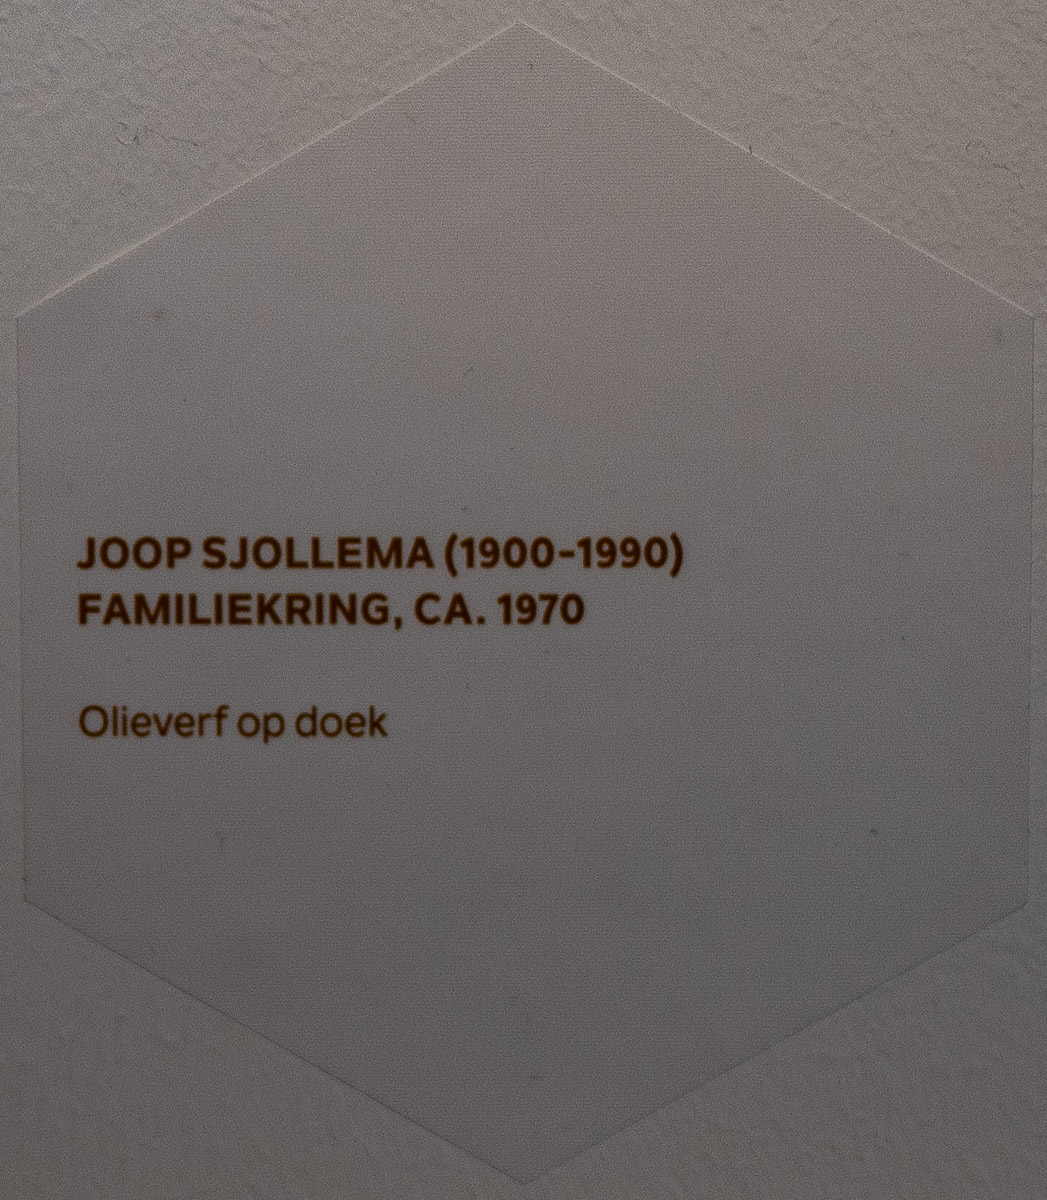 JOOP SJOLLEMA (1900-1990)
FAMILIEKRING, CA. 1970
Olieverf op doek